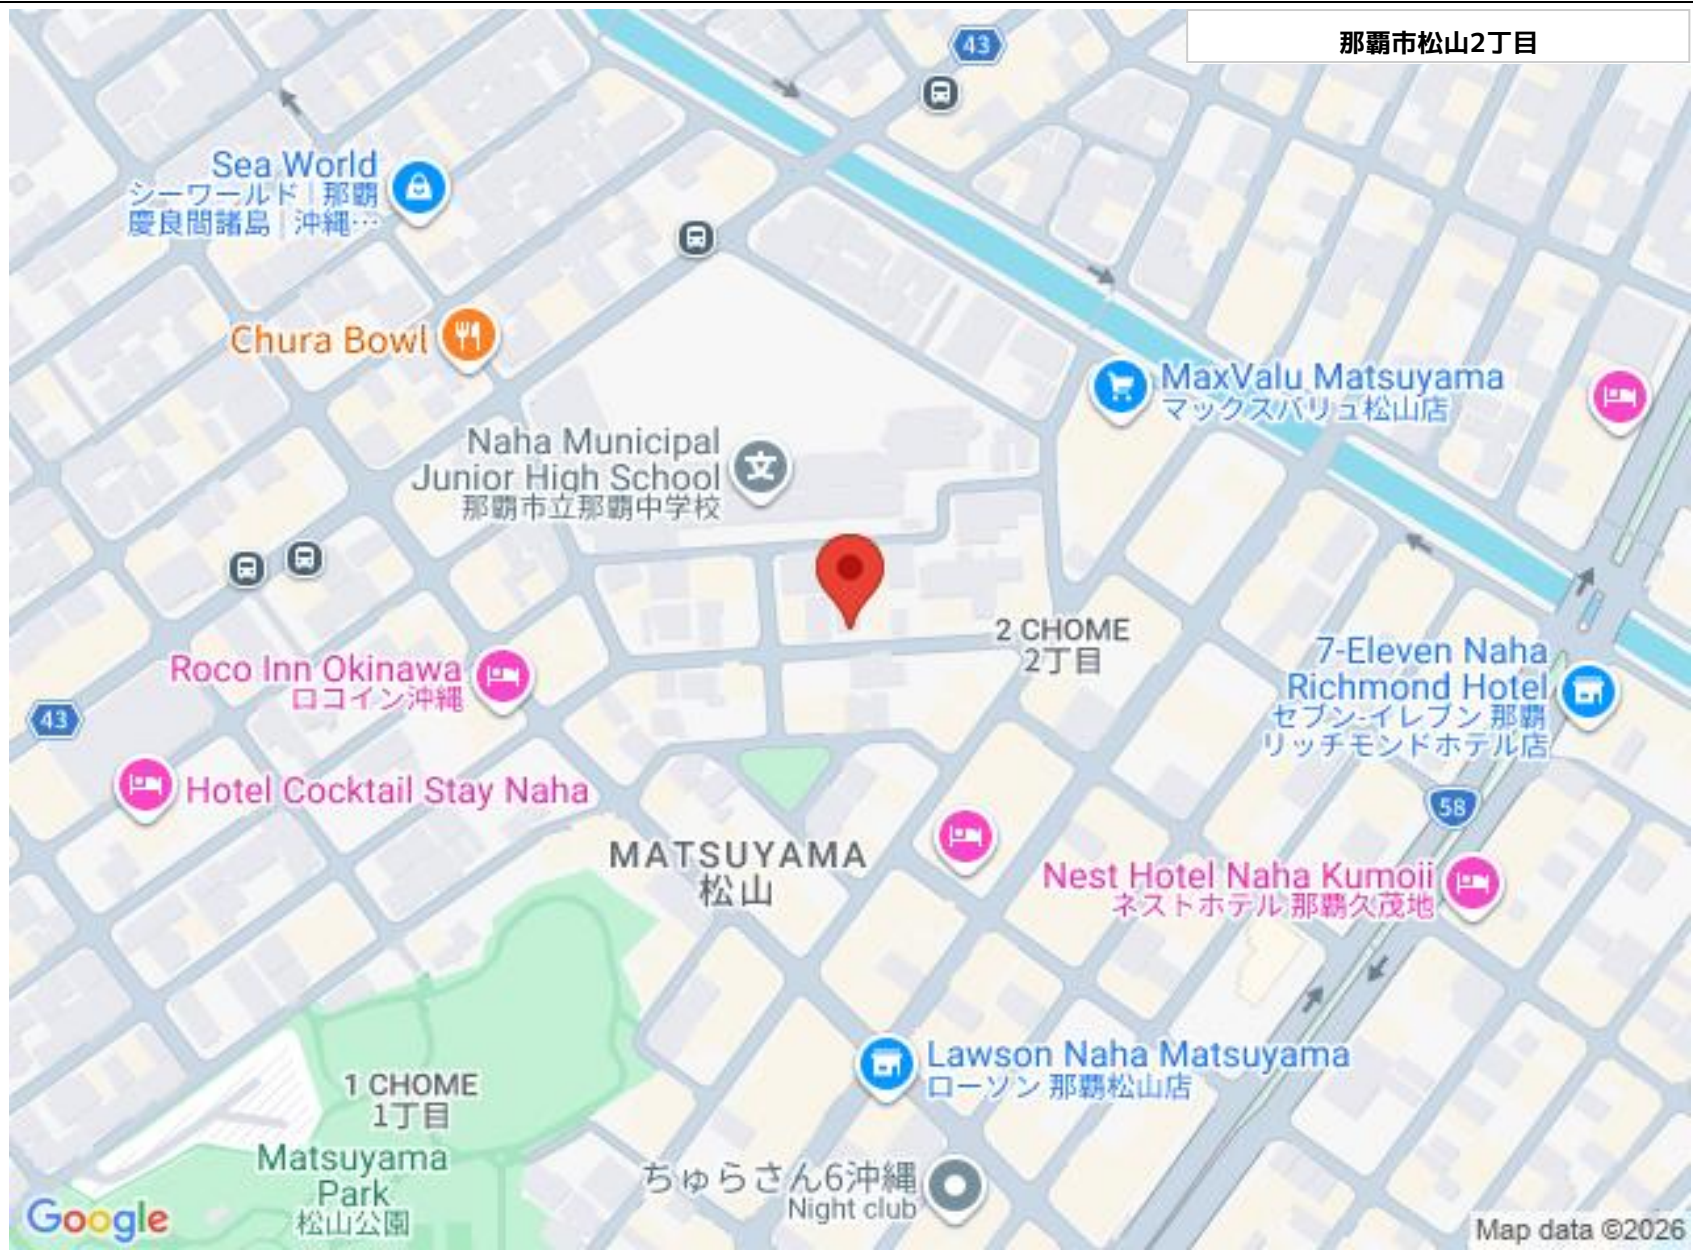 那覇市松山2丁目
43
Sea World
シーワールド | 那覇
慶良間諸島 | 沖縄…
Chura Bowl
MaxValu Matsuyama
マックスバリュ松山店
Naha Municipal
Junior High School
那覇市立那覇中学校
文
2 CHOME
2丁目
7-Eleven Naha
Richmond Hotel
セブン-イレブン 那覇
リッチモンドホテル店
Roco Inn Okinawa
ロコイン沖縄
43
Hotel Cocktail Stay Naha
58
MATSUYAMA
松山
Nest Hotel Naha Kumoji
ネストホテル 那覇久茂地
Lawson Naha Matsuyama
ローソン 那覇松山店
1 CHOME
1丁目
Matsuyama
Park
松山公園
ちゅらさん6沖縄
Night club
Google
Map data ©2026